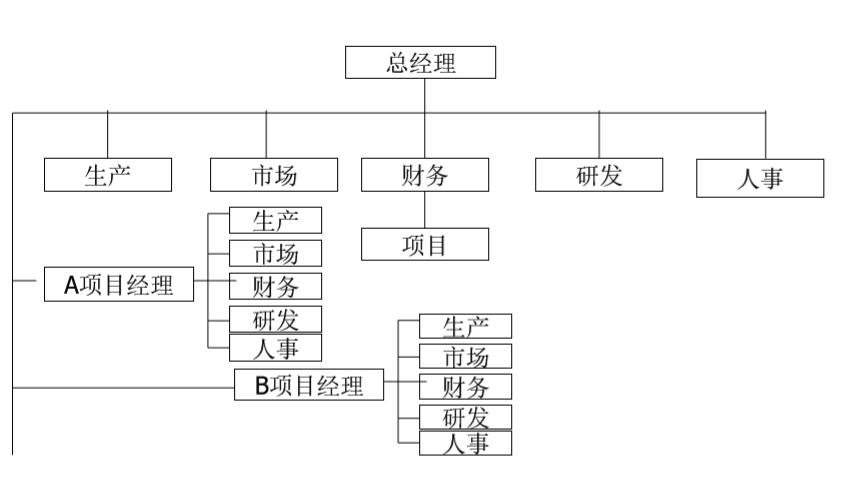 总经理
生产
市场
财务
研发
人事
项目
A项目经理
生产
市场
财务
研发
人事
B项目经理
生产
市场
财务
研发
人事